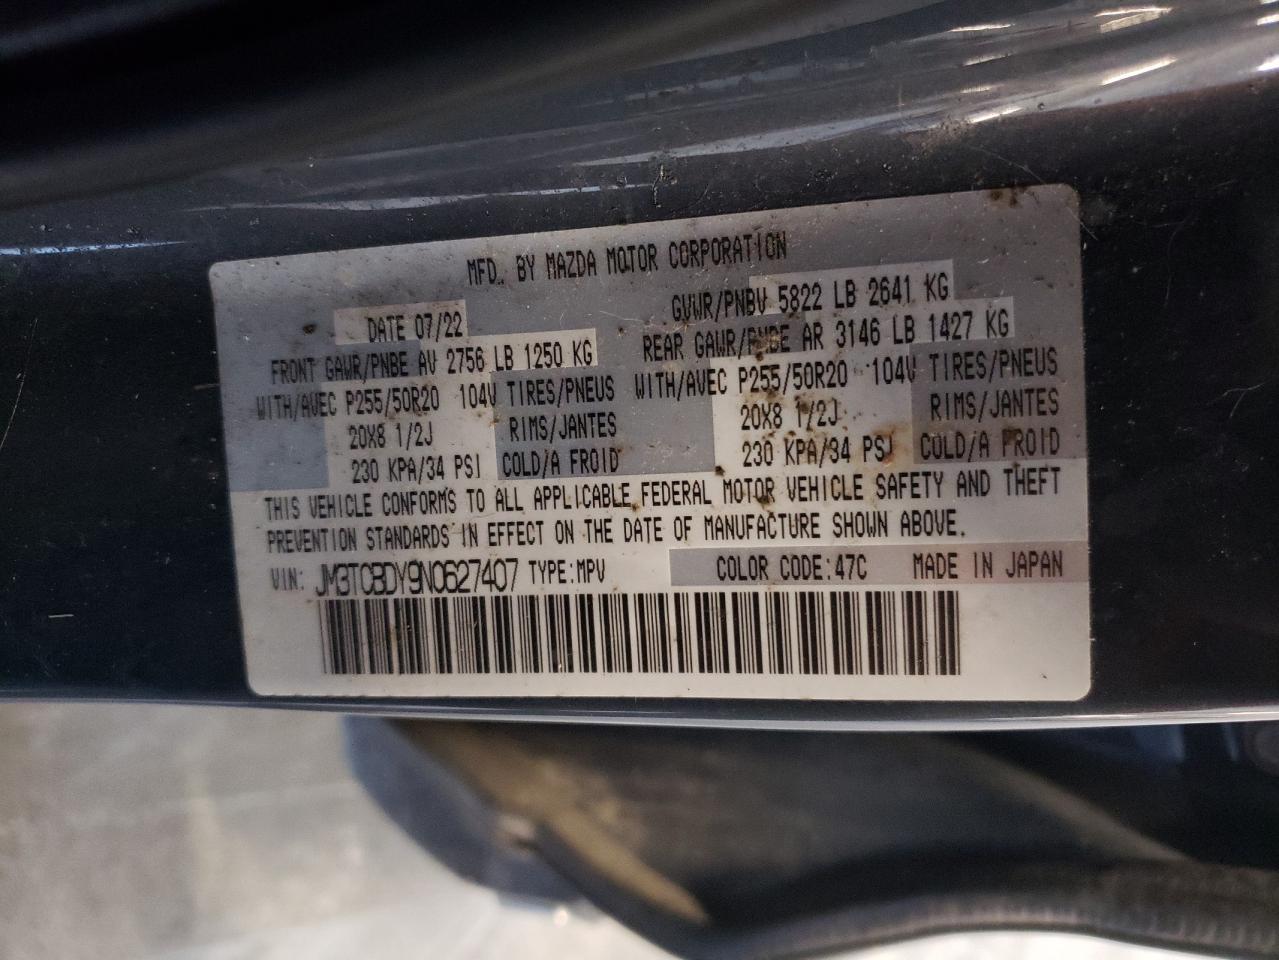 MFD. BY MAZDA MOTOR CORPORATION
DATE 07/22 GVWR/PNBV 5822 LB 2641 KG
FRONT GAWR/PNBE AV 2756 LB 1250 KG REAR GAWR/PNBE AR 3146 LB 1427 KG
WITH/AVEC P255/50R20 104V TIRES/PNEUS WITH/AVEC P255/50R20 104V TIRES/PNEUS
20X8 1/2J RIMS/JANTES 20X8 1/2J RIMS/JANTES
230 KPA/34 PSI COLD/A FROID 230 KPA/34 PSI COLD/A FROID
THIS VEHICLE CONFORMS TO ALL APPLICABLE FEDERAL MOTOR VEHICLE SAFETY AND THEFT
PREVENTION STANDARDS IN EFFECT ON THE DATE OF MANUFACTURE SHOWN ABOVE.
VIN: JM3TCBDY9N0627407 TYPE:MPV COLOR CODE:47C MADE IN JAPAN